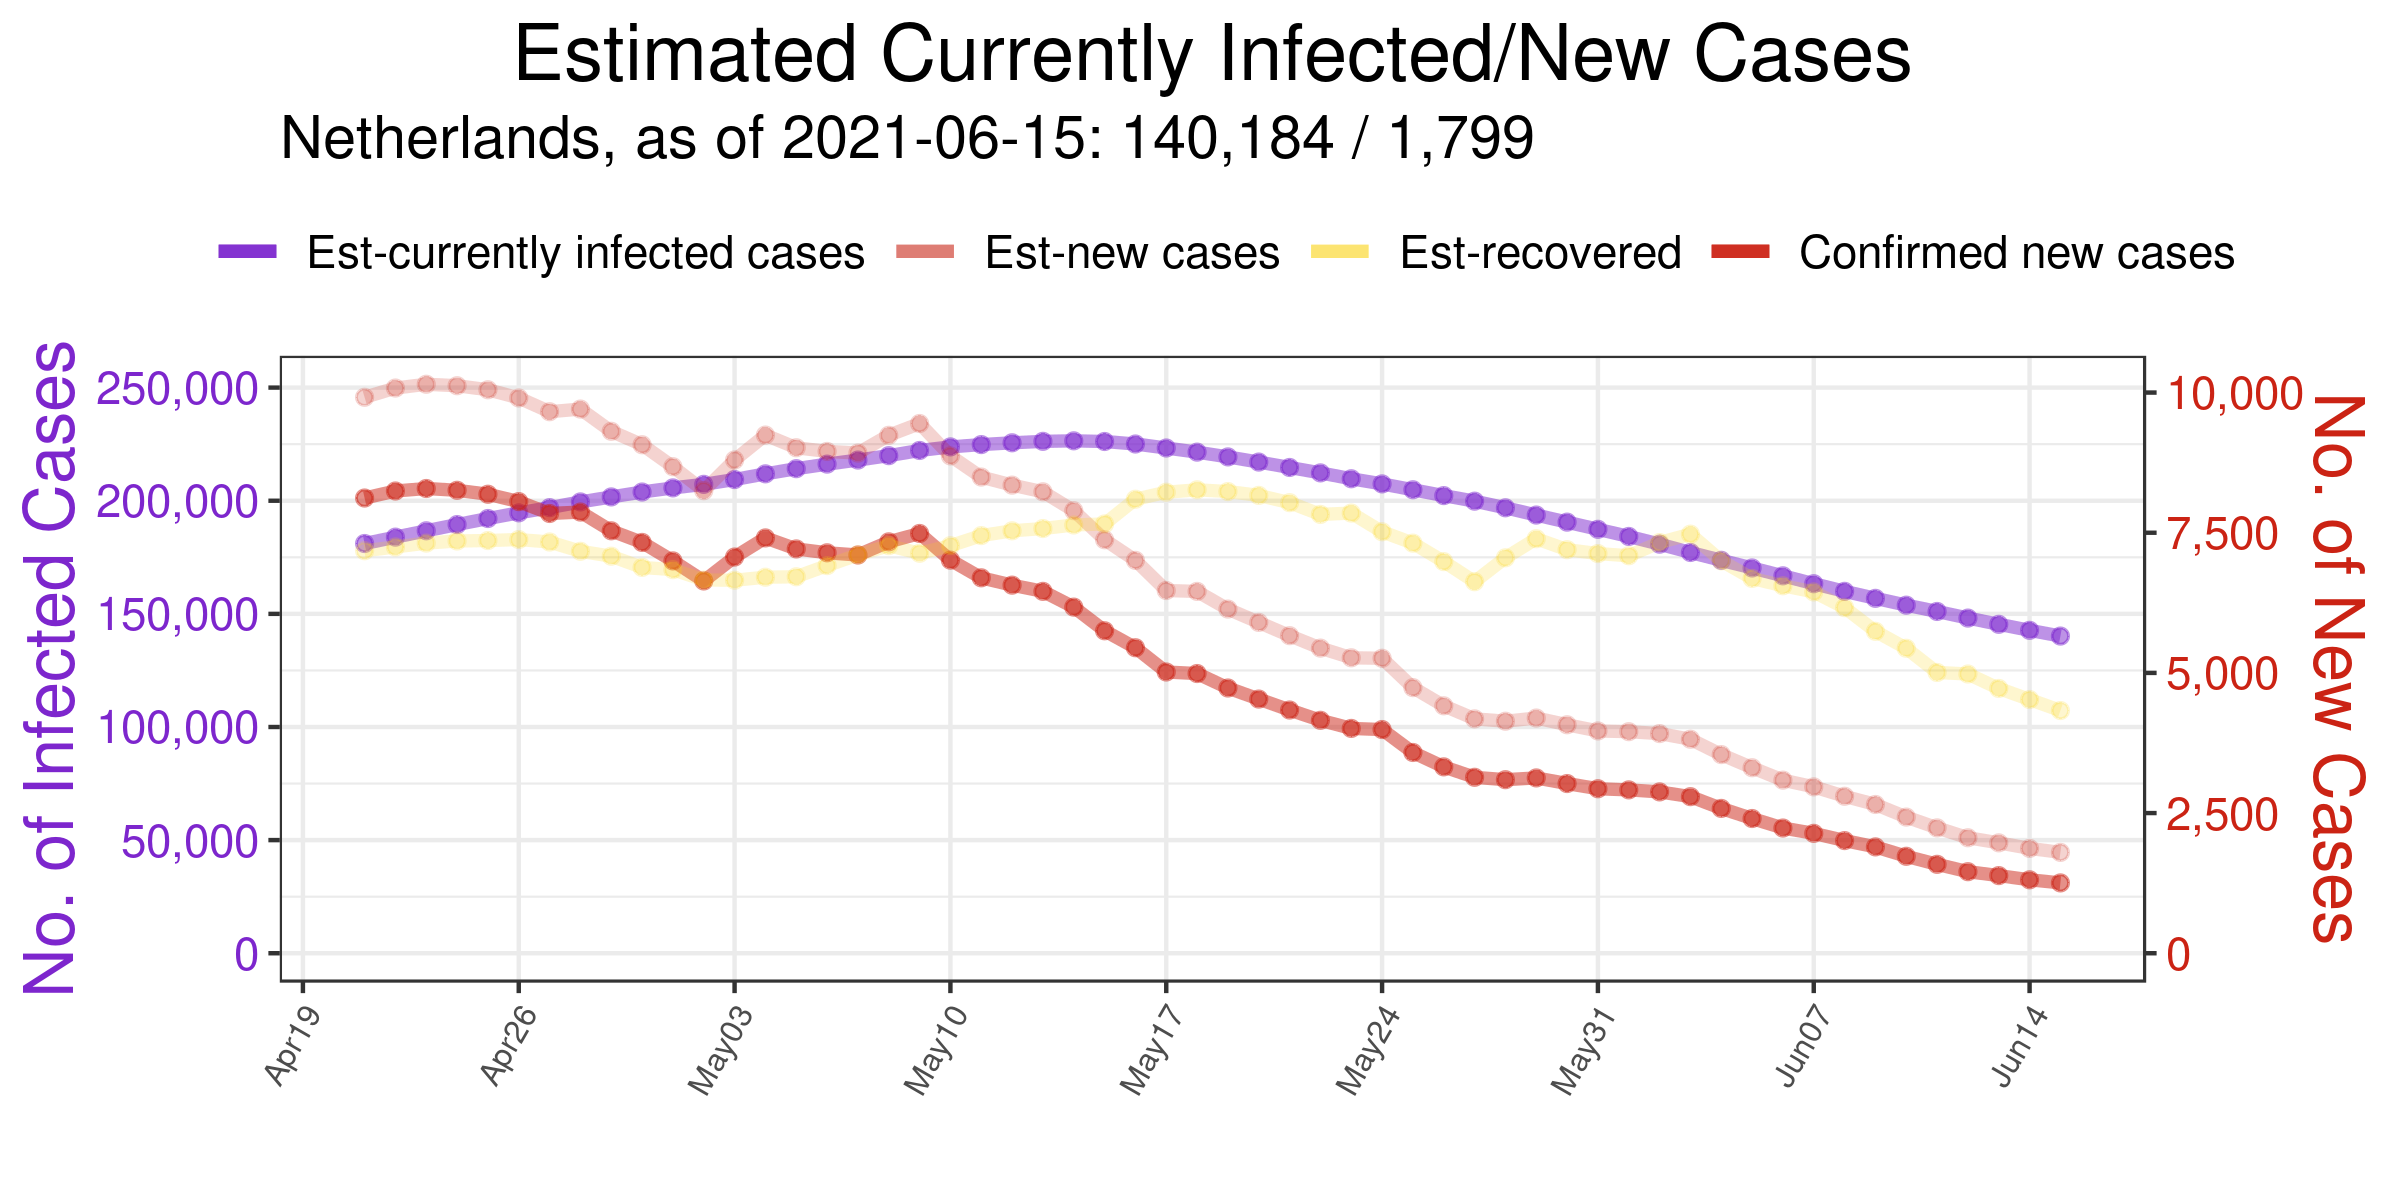 Estimated Currently Infected/New Cases
Netherlands, as of 2021-06-15: 140,184 / 1,799
Est-currently infected cases Est-new cases Est-recovered Confirmed new cases
No. of Infected Cases
250,000
200,000
150,000
100,000
50,000
0
10,000
7,500
5,000
2,500
0
No. of New Cases
Apr19 Apr26 May03 May10 May17 May24 May31 Jun07 Jun14